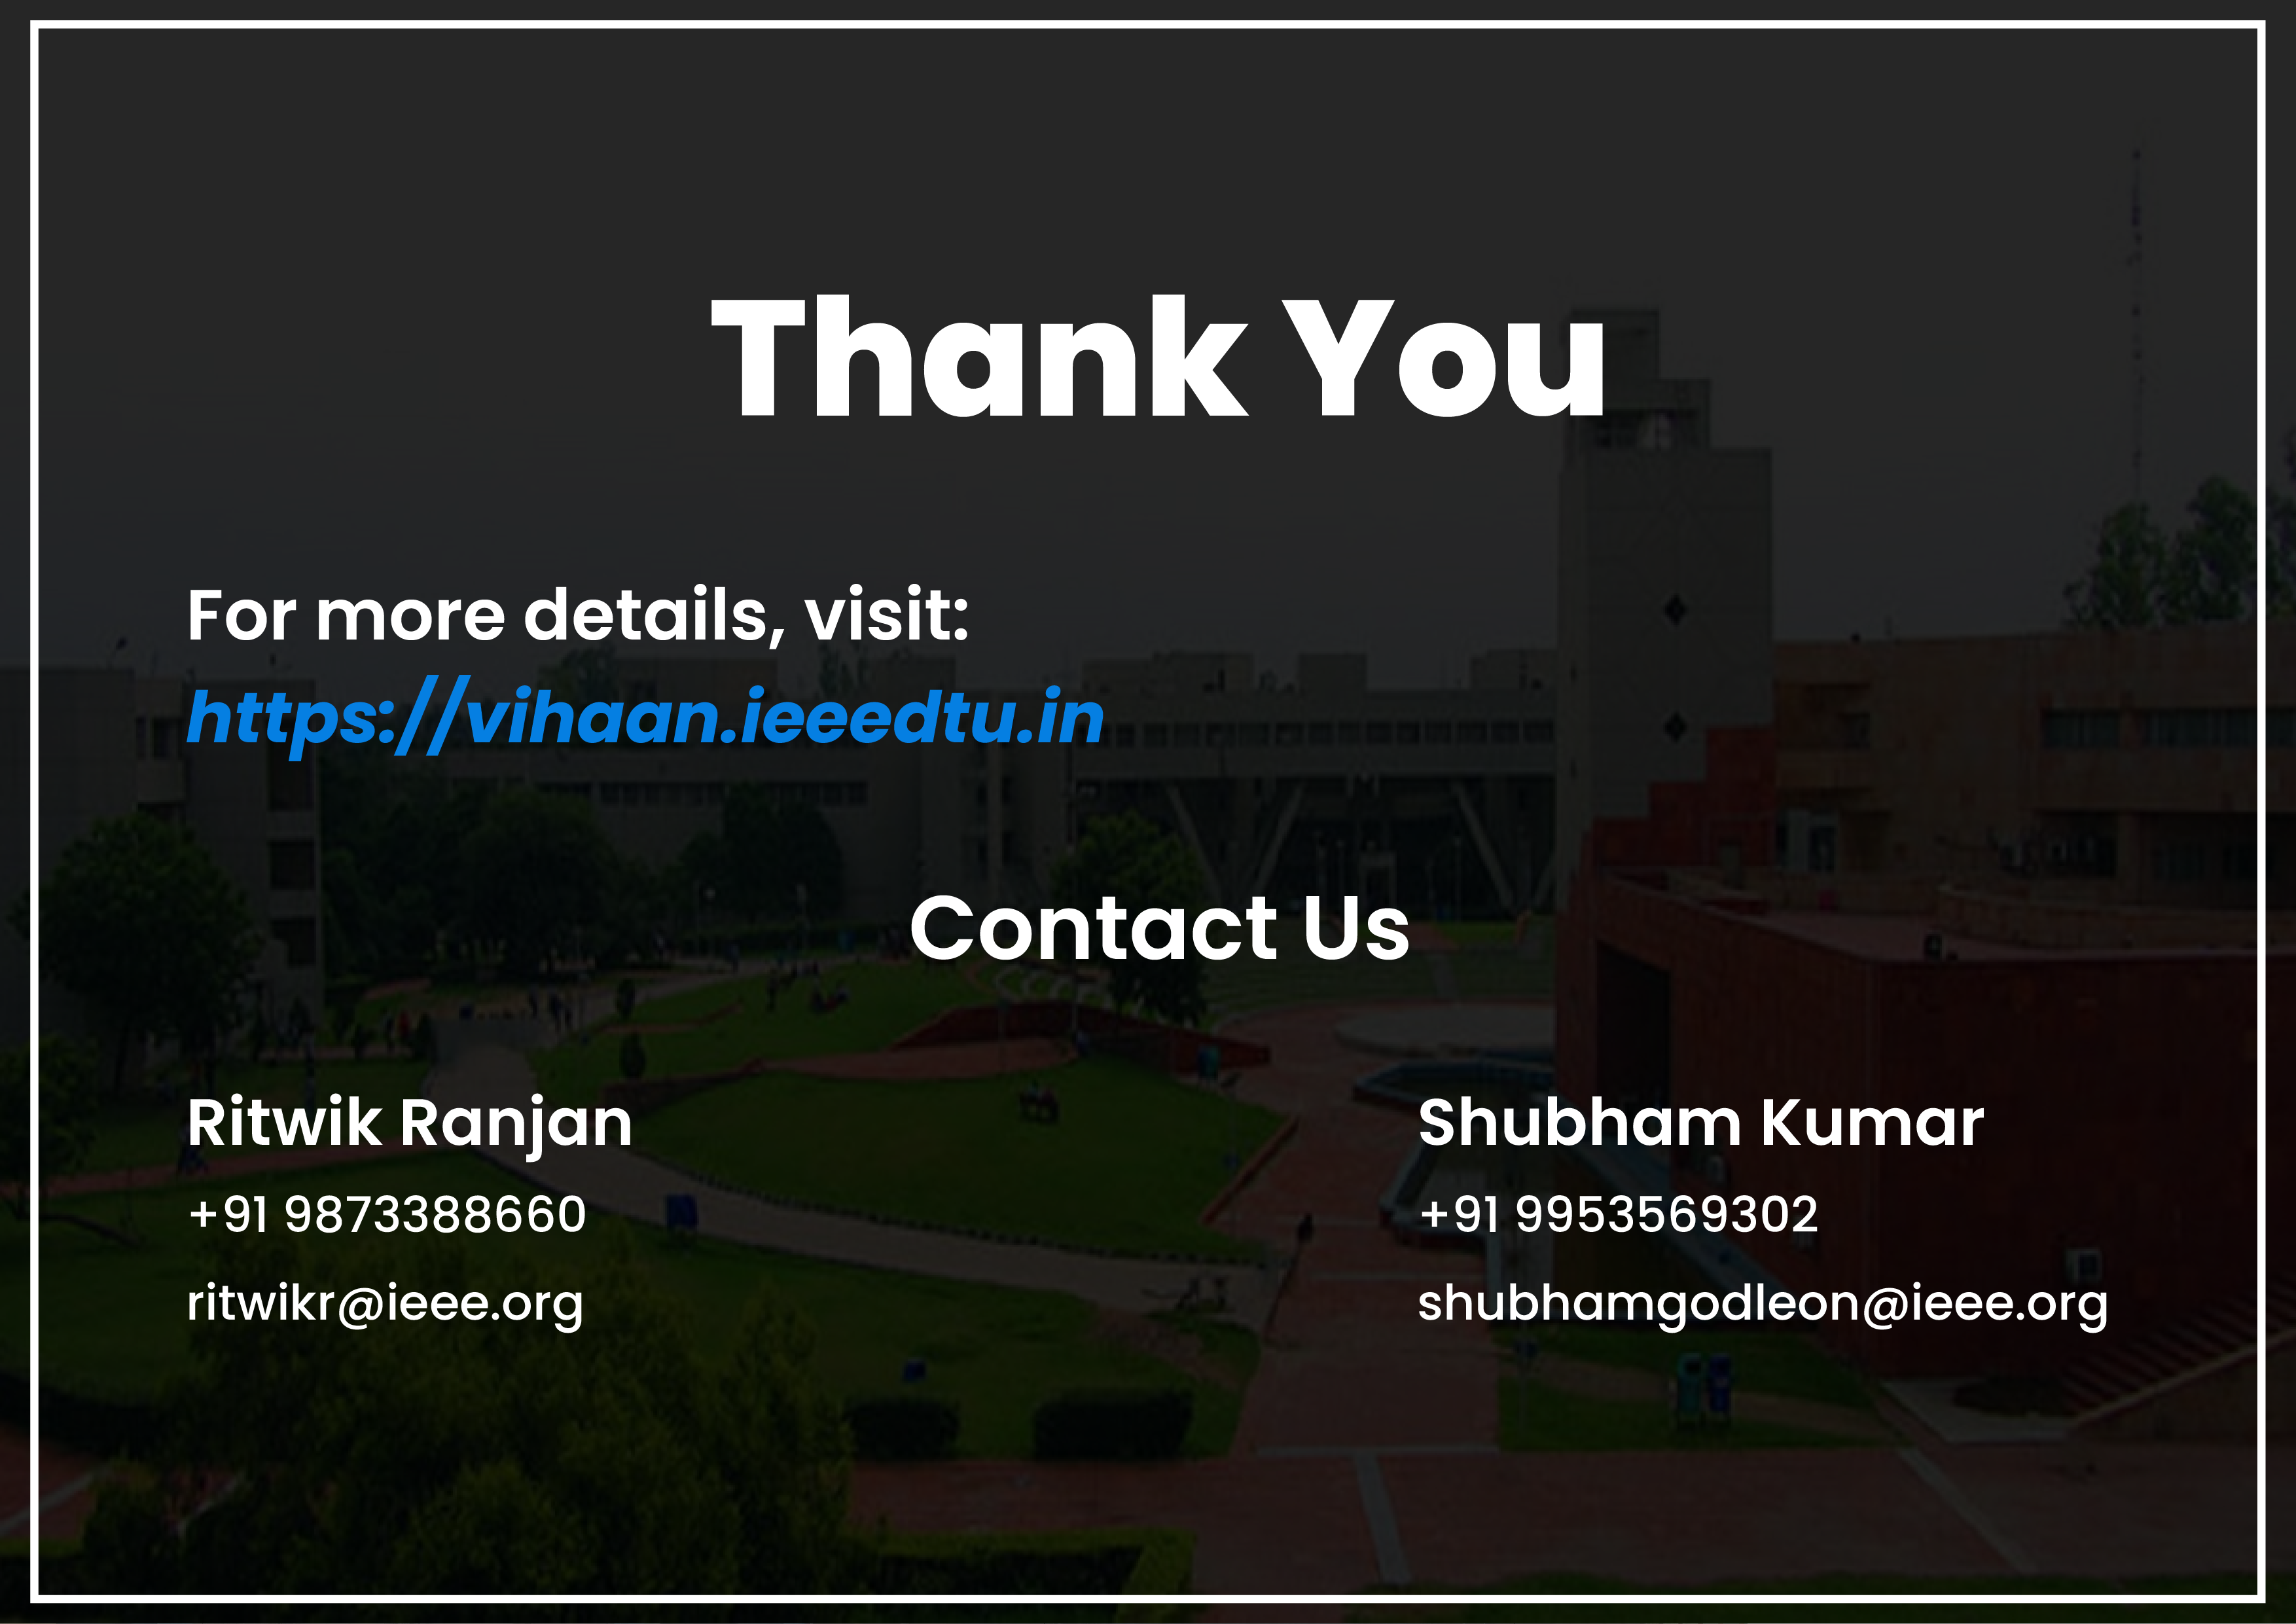 Thank You
For more details, visit:
https://vihaan.ieeedtu.in
Contact Us
Ritwik Ranjan
+91 9873388660
ritwikr@ieee.org
Shubham Kumar
+91 9953569302
shubhamgodleon@ieee.org